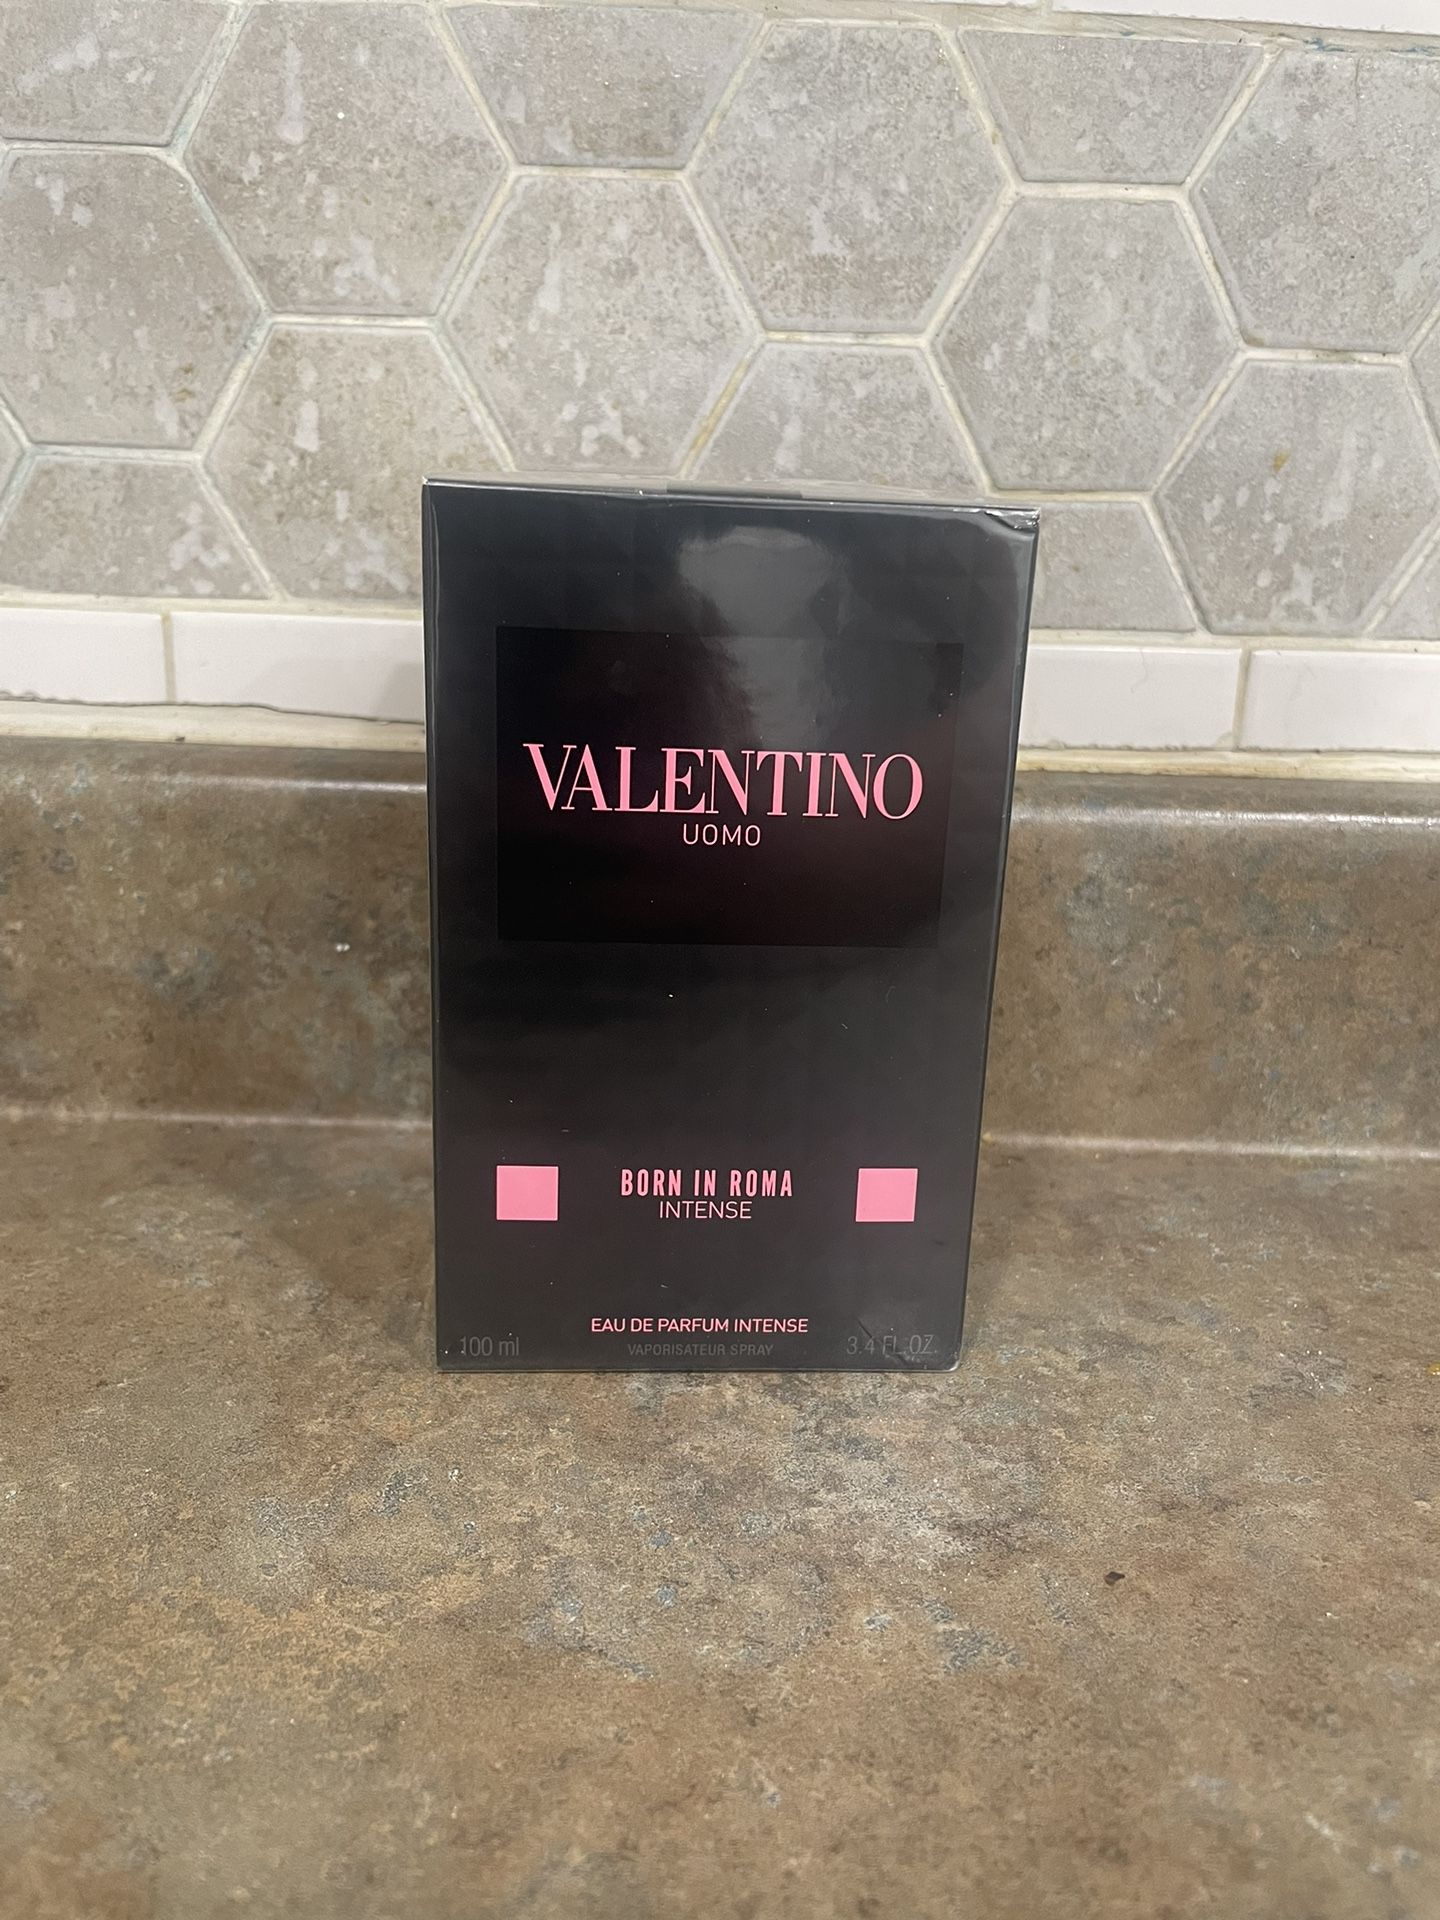 VALENTINO
UOMO
BORN IN ROMA
INTENSE
EAU DE PARFUM INTENSE
100 ml VAPORISATEUR SPRAY 3.4 FL.OZ.